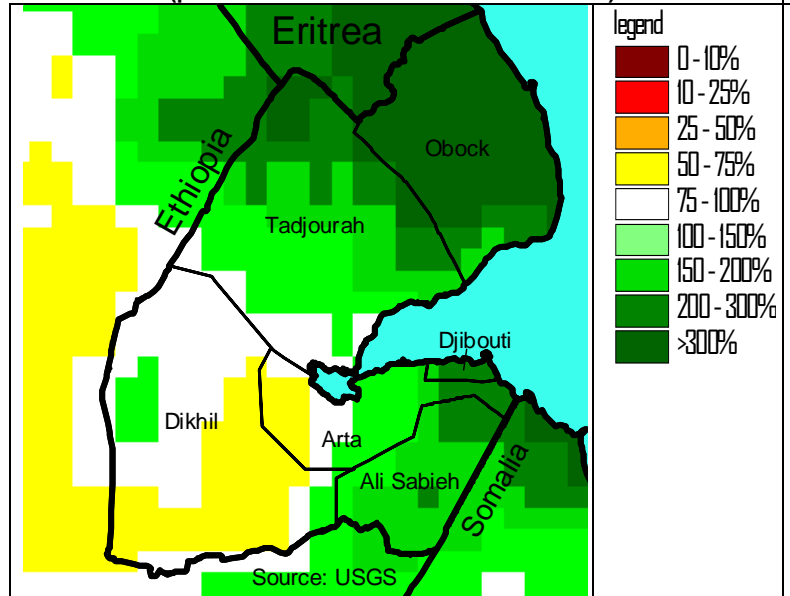 Eritrea
Obock
Ethiopia
Tadjourah
Djibouti
Dikhil
Arta
Ali Sabieh
Somalia
Source: USGS
legend
0 - 10%
10 - 25%
25 - 50%
50 - 75%
75 - 100%
100 - 150%
150 - 200%
200 - 300%
>300%